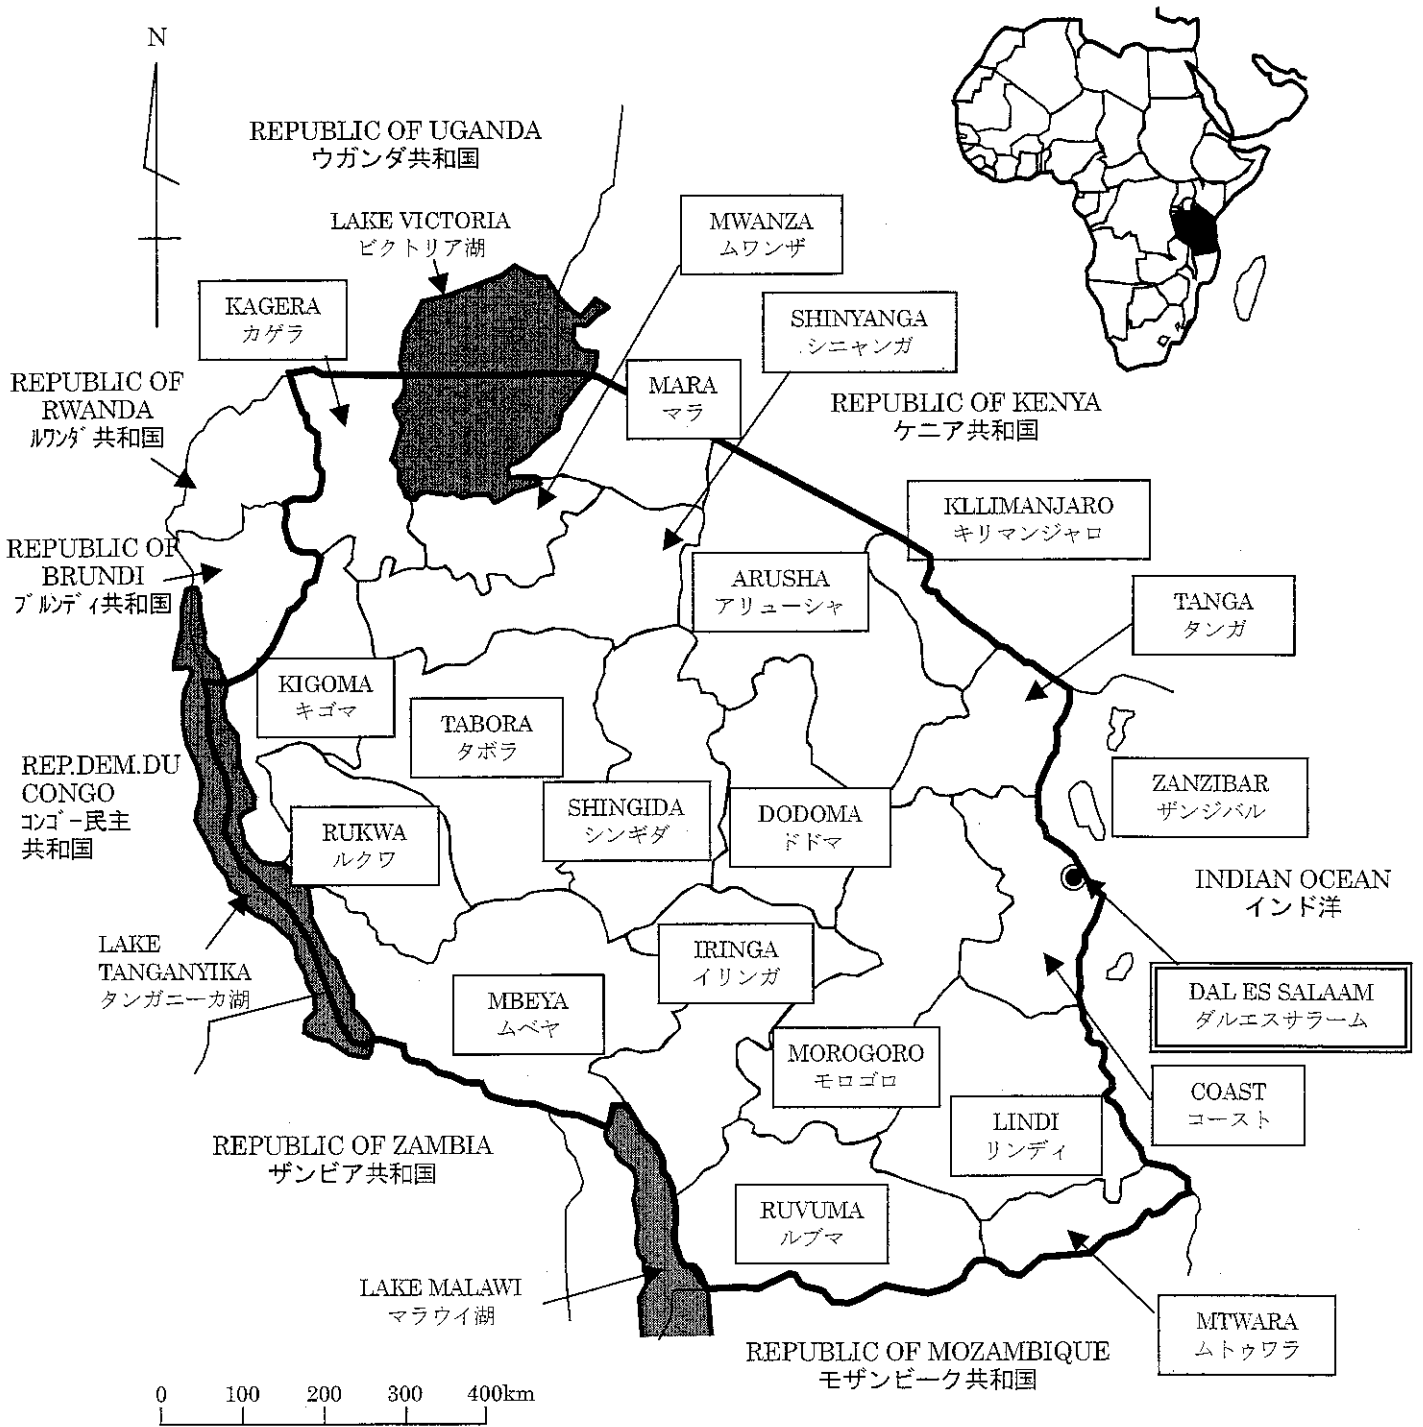 N
REPUBLIC OF UGANDA
ウガンダ共和国
LAKE VICTORIA
ビクトリア湖
MWANZA
ムワンザ
KAGERA
カゲラ
SHINYANGA
シニャンガ
REPUBLIC OF
RWANDA
ルワンダ共和国
MARA
マラ
REPUBLIC OF KENYA
ケニア共和国
KLLIMANJARO
キリマンジャロ
REPUBLIC OF
BRUNDI
ブルンディ共和国
ARUSHA
アリューシャ
TANGA
タンガ
KIGOMA
キゴマ
TABORA
タボラ
REP.DEM.DU
CONGO
コンゴー民主
共和国
RUKWA
ルクワ
SHINGIDA
シンギダ
DODOMA
ドドマ
ZANZIBAR
ザンジバル
INDIAN OCEAN
インド洋
LAKE
TANGANYIKA
タンガニーカ湖
IRINGA
イリンガ
MBEYA
ムベヤ
DAL ES SALAAM
ダルエスサラーム
MOROGORO
モロゴロ
COAST
コースト
LINDI
リンディ
REPUBLIC OF ZAMBIA
ザンビア共和国
RUVUMA
ルブマ
LAKE MALAWI
マラウイ湖
MTWARA
ムトゥワラ
REPUBLIC OF MOZAMBIQUE
モザンビーク共和国
0 100 200 300 400km